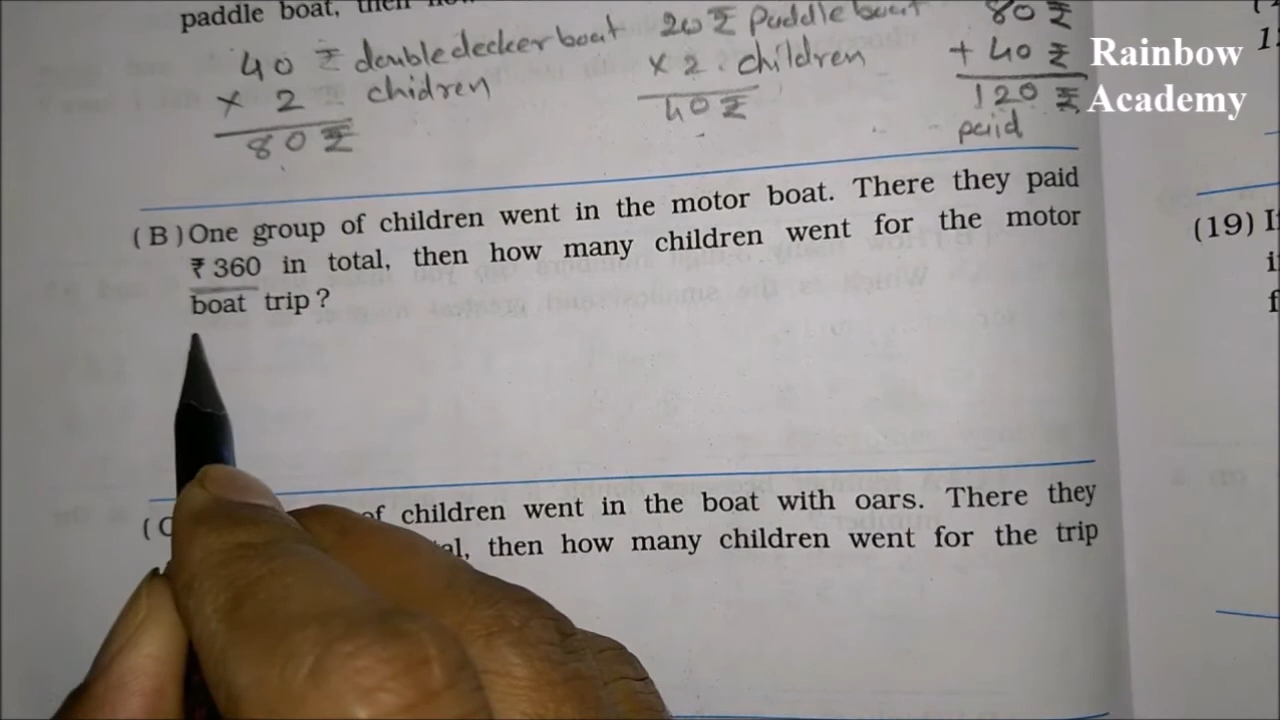 paddle boat, then
40 ₹ double decker boat 20 ₹ Paddle boat 80 ₹
× 2 chidren × 2 . children + 40 ₹
80 ₹ 40 ₹ 120 ₹
paid
Rainbow
Academy
(B) One group of children went in the motor boat. There they paid
₹ 360 in total, then how many children went for the motor
boat trip ?
of children went in the boat with oars. There they
then how many children went for the trip
(19)